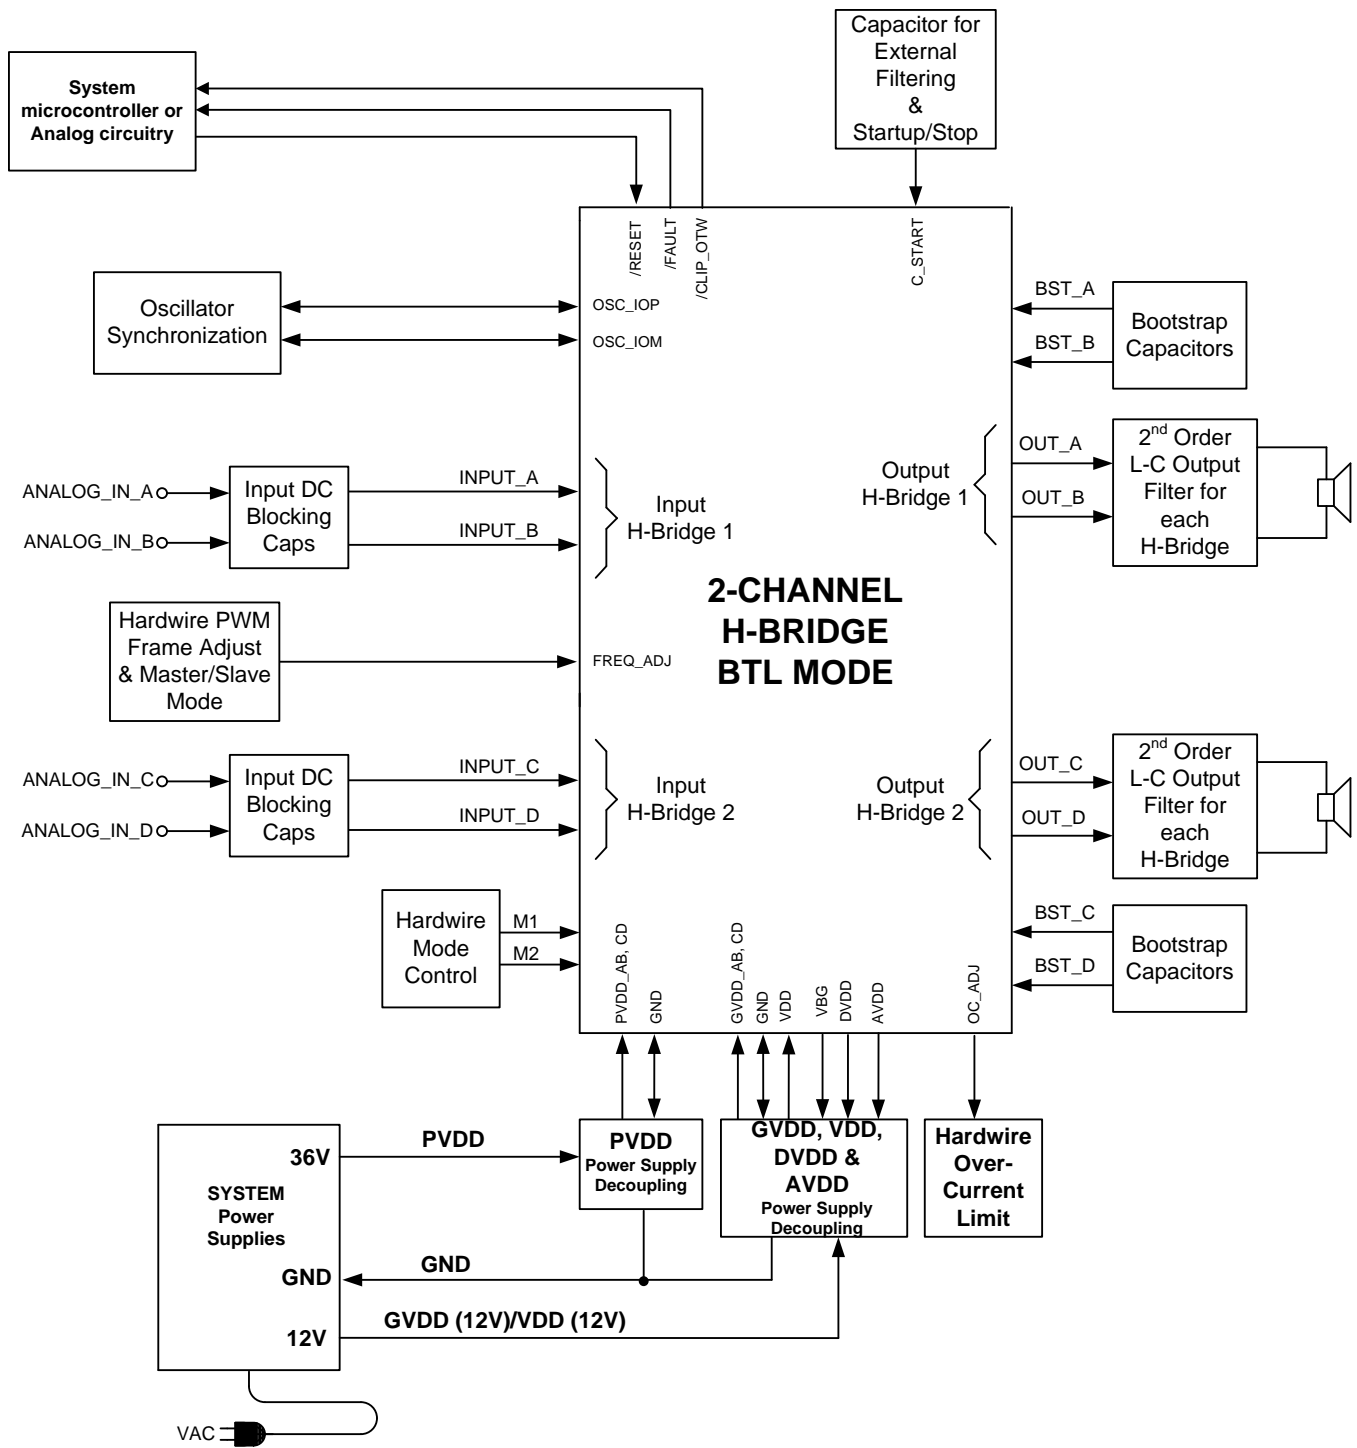 Capacitor for
External
Filtering
&
Startup/Stop
System
microcontroller or
Analog circuitry
/RESET
/FAULT
/CLIP_OTW
C_START
Oscillator
Synchronization
OSC_IOP
OSC_IOM
BST_A
BST_B
Bootstrap
Capacitors
ANALOG_IN_A
ANALOG_IN_B
Input DC
Blocking
Caps
INPUT_A
INPUT_B
Input
H-Bridge 1
Output
H-Bridge 1
OUT_A
OUT_B
2nd Order
L-C Output
Filter for
each
H-Bridge
2-CHANNEL
H-BRIDGE
BTL MODE
Hardwire PWM
Frame Adjust
& Master/Slave
Mode
FREQ_ADJ
ANALOG_IN_C
ANALOG_IN_D
Input DC
Blocking
Caps
INPUT_C
INPUT_D
Input
H-Bridge 2
Output
H-Bridge 2
OUT_C
OUT_D
2nd Order
L-C Output
Filter for
each
H-Bridge
Hardwire
Mode
Control
M1
M2
PVDD_AB, CD
GND
GVDD_AB, CD
GND
VDD
VBG
DVDD
AVDD
OC_ADJ
BST_C
BST_D
Bootstrap
Capacitors
SYSTEM
Power
Supplies
36V
GND
12V
PVDD
GND
GVDD (12V)/VDD (12V)
PVDD
Power Supply
Decoupling
GVDD, VDD,
DVDD &
AVDD
Power Supply
Decoupling
Hardwire
Over-
Current
Limit
VAC